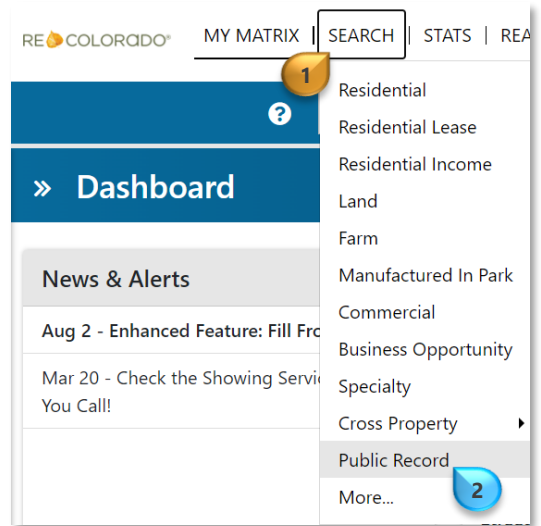 RECOLORADO® MY MATRIX | SEARCH | STATS | REA
1
?
Residential
Residential Lease
Residential Income
Land
Farm
Manufactured In Park
Commercial
Business Opportunity
Specialty
Cross Property
Public Record
More...
2
» Dashboard
News & Alerts
Aug 2 - Enhanced Feature: Fill Fro
Mar 20 - Check the Showing Servi
You Call!